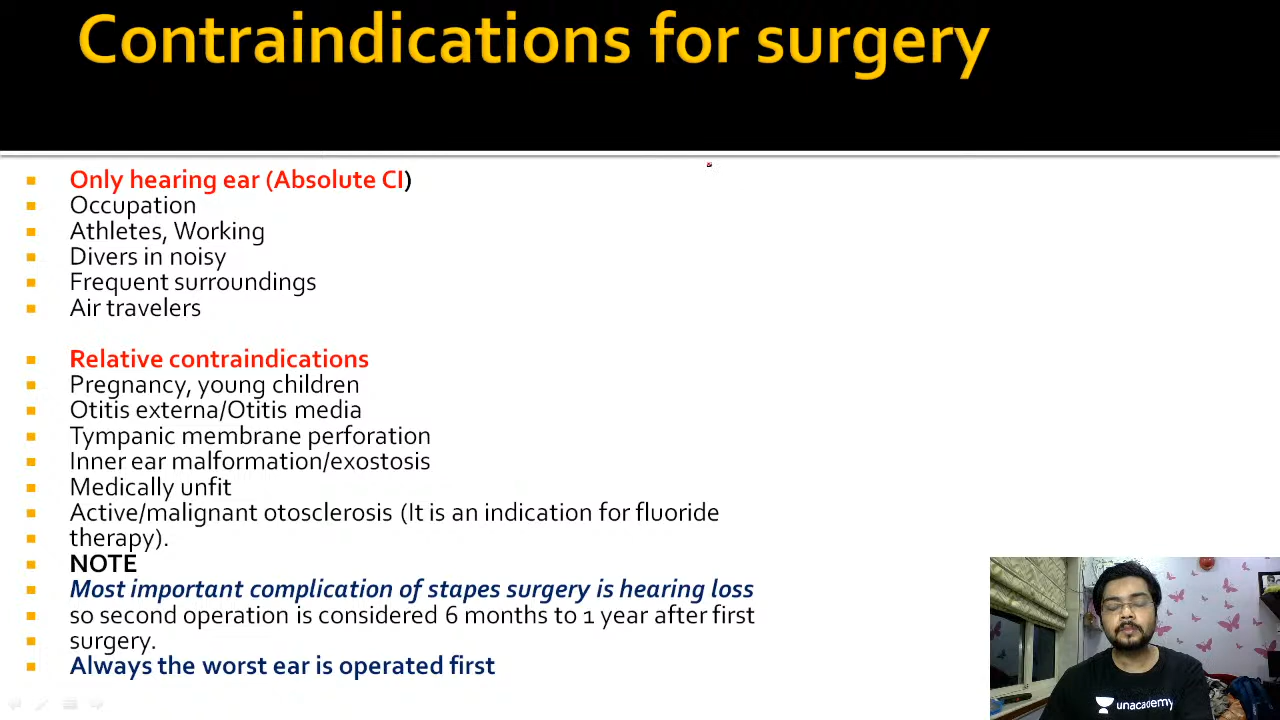 Contraindications for surgery
Only hearing ear (Absolute CI)
Occupation
Athletes, Working
Divers in noisy
Frequent surroundings
Air travelers
Relative contraindications
Pregnancy, young children
Otitis externa/Otitis media
Tympanic membrane perforation
Inner ear malformation/exostosis
Medically unfit
Active/malignant otosclerosis (It is an indication for fluoride
therapy).
NOTE
Most important complication of stapes surgery is hearing loss
so second operation is considered 6 months to 1 year after first
surgery.
Always the worst ear is operated first
unacademy